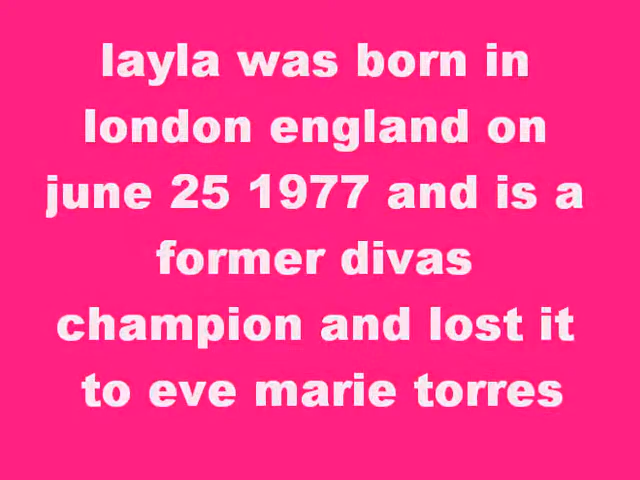 layla was born in
london england on
june 25 1977 and is a
former divas
champion and lost it
to eve marie torres